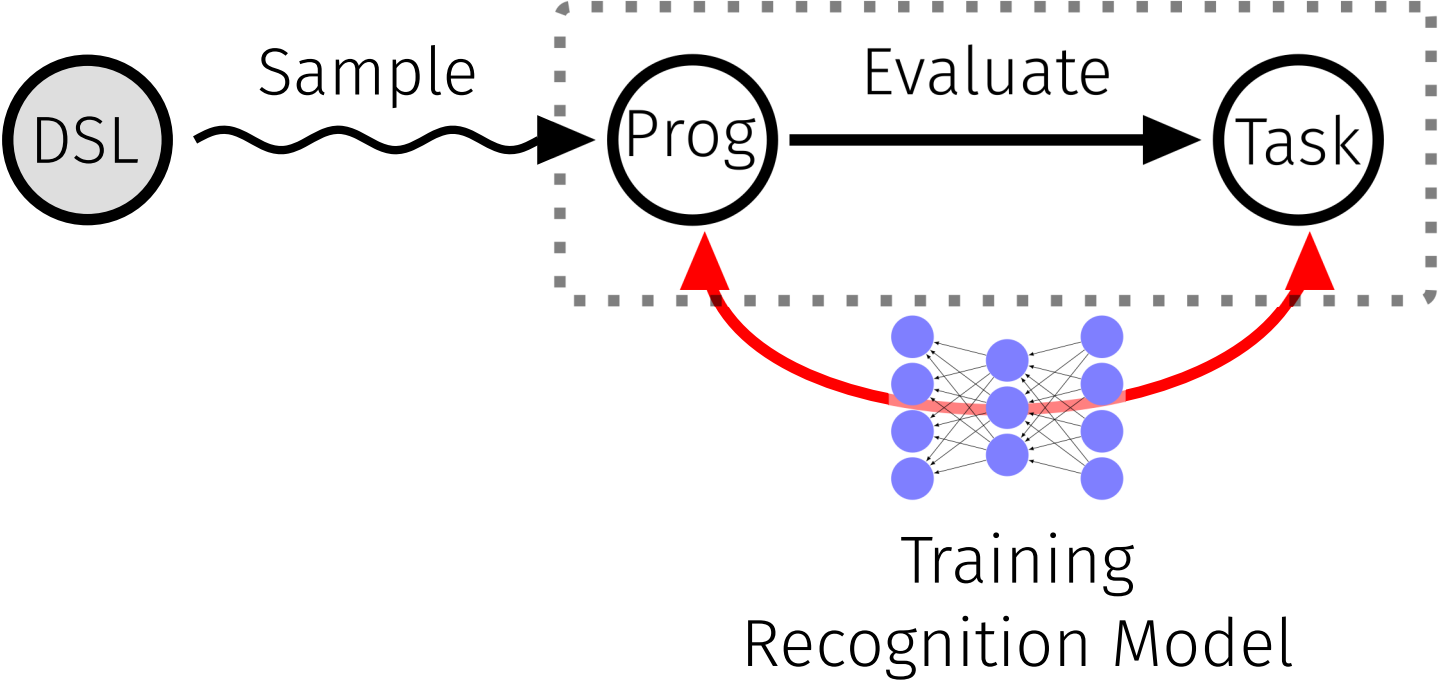 Sample
Evaluate
DSL
Prog
Task
Training
Recognition Model